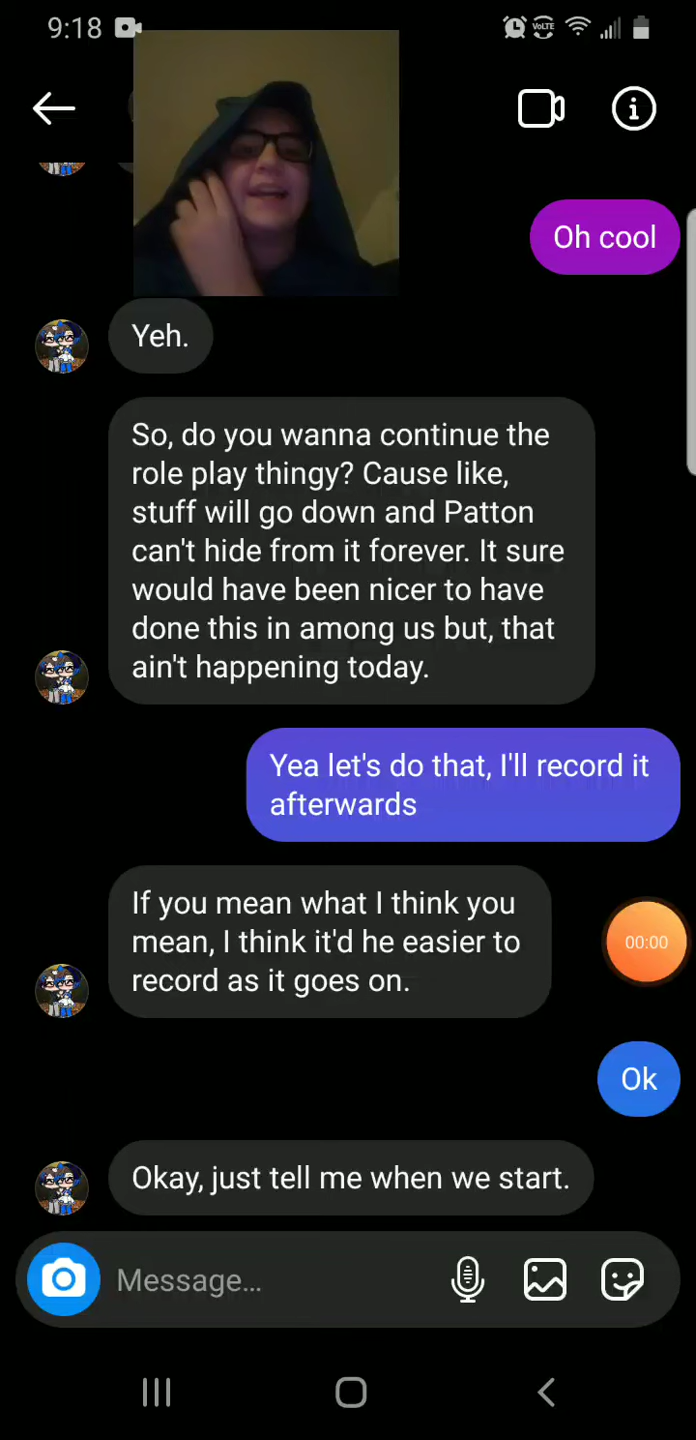 9:18
VoLTE
Oh cool
Yeh.
So, do you wanna continue the
role play thingy? Cause like,
stuff will go down and Patton
can't hide from it forever. It sure
would have been nicer to have
done this in among us but, that
ain't happening today.
Yea let's do that, I'll record it
afterwards
If you mean what I think you
mean, I think it'd he easier to
record as it goes on.
00:00
Ok
Okay, just tell me when we start.
Message...